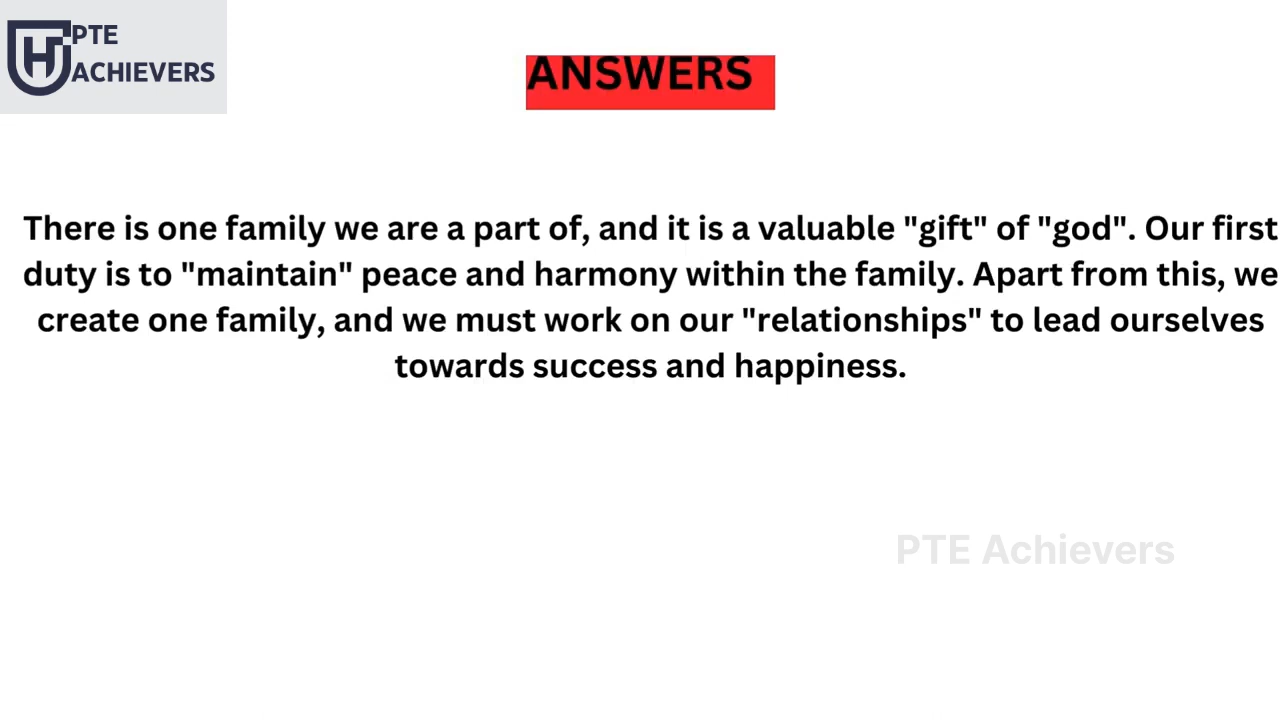 PTE
ACHIEVERS
ANSWERS
There is one family we are a part of, and it is a valuable "gift" of "god". Our first
duty is to "maintain" peace and harmony within the family. Apart from this, we
create one family, and we must work on our "relationships" to lead ourselves
towards success and happiness.
PTE Achievers